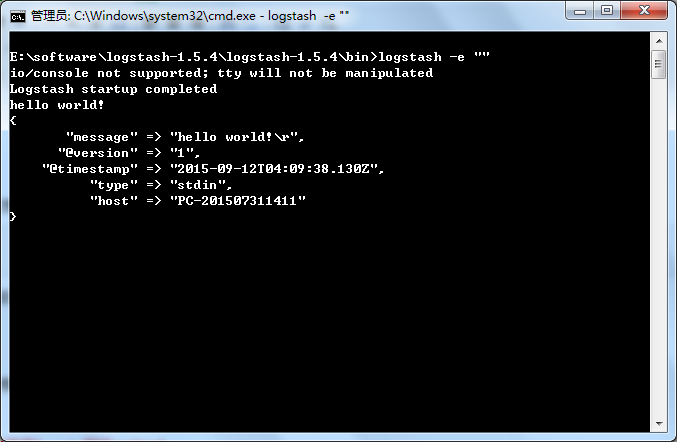 管理员: C:\Windows\system32\cmd.exe - logstash -e ""
E:\software\logstash-1.5.4\logstash-1.5.4\bin>logstash -e ""
io/console not supported; tty will not be manipulated
Logstash startup completed
hello world!
{
       "message" => "hello world!\r",
      "@version" => "1",
    "@timestamp" => "2015-09-12T04:09:38.130Z",
          "type" => "stdin",
          "host" => "PC-201507311411"
}